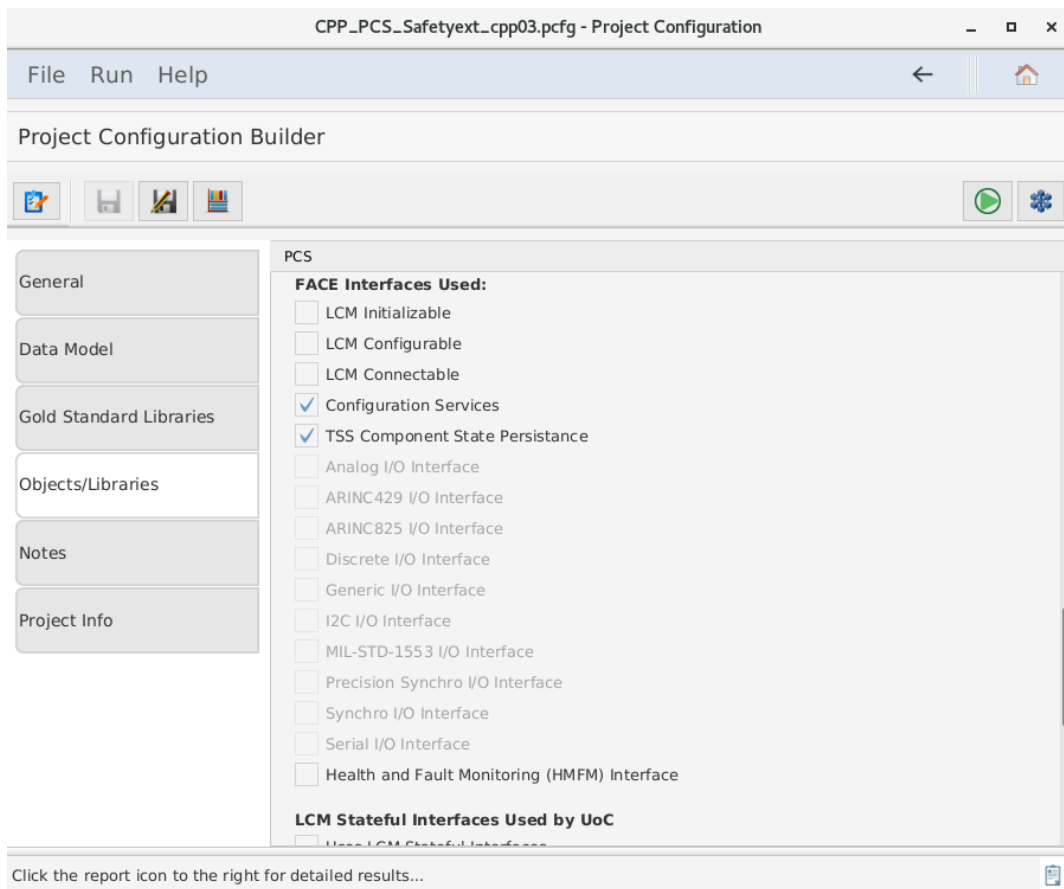 CPP_PCS_Safetyext_cpp03.pcfg - Project Configuration
File Run Help
Project Configuration Builder
PCS
General
Data Model
Gold Standard Libraries
Objects/Libraries
Notes
Project Info
FACE Interfaces Used:
LCM Initializable
LCM Configurable
LCM Connectable
Configuration Services
TSS Component State Persistance
Analog I/O Interface
ARINC429 I/O Interface
ARINC825 I/O Interface
Discrete I/O Interface
Generic I/O Interface
I2C I/O Interface
MIL-STD-1553 I/O Interface
Precision Synchro I/O Interface
Synchro I/O Interface
Serial I/O Interface
Health and Fault Monitoring (HMFM) Interface
LCM Stateful Interfaces Used by UoC
Uses LCM Stateful Interfaces
Click the report icon to the right for detailed results...